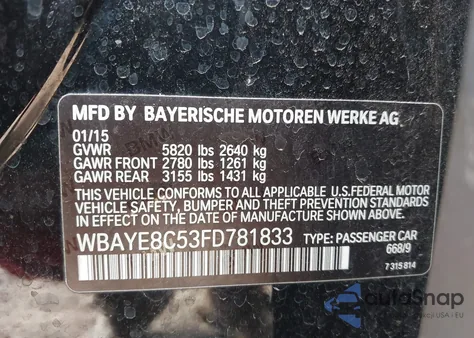 MFD BY BAYERISCHE MOTOREN WERKE AG
01/15
GVWR 5820 lbs 2640 kg
GAWR FRONT 2780 lbs 1261 kg
GAWR REAR 3155 lbs 1431 kg
THIS VEHICLE CONFORMS TO ALL APPLICABLE U.S. FEDERAL MOTOR
VEHICLE SAFETY, BUMPER, AND THEFT PREVENTION STANDARDS
IN EFFECT ON THE DATE OF MANUFACTURE SHOWN ABOVE.
WBAYE8C53FD781833 TYPE: PASSENGER CAR
668/9
7 315 814
autoSnap
USA i EU